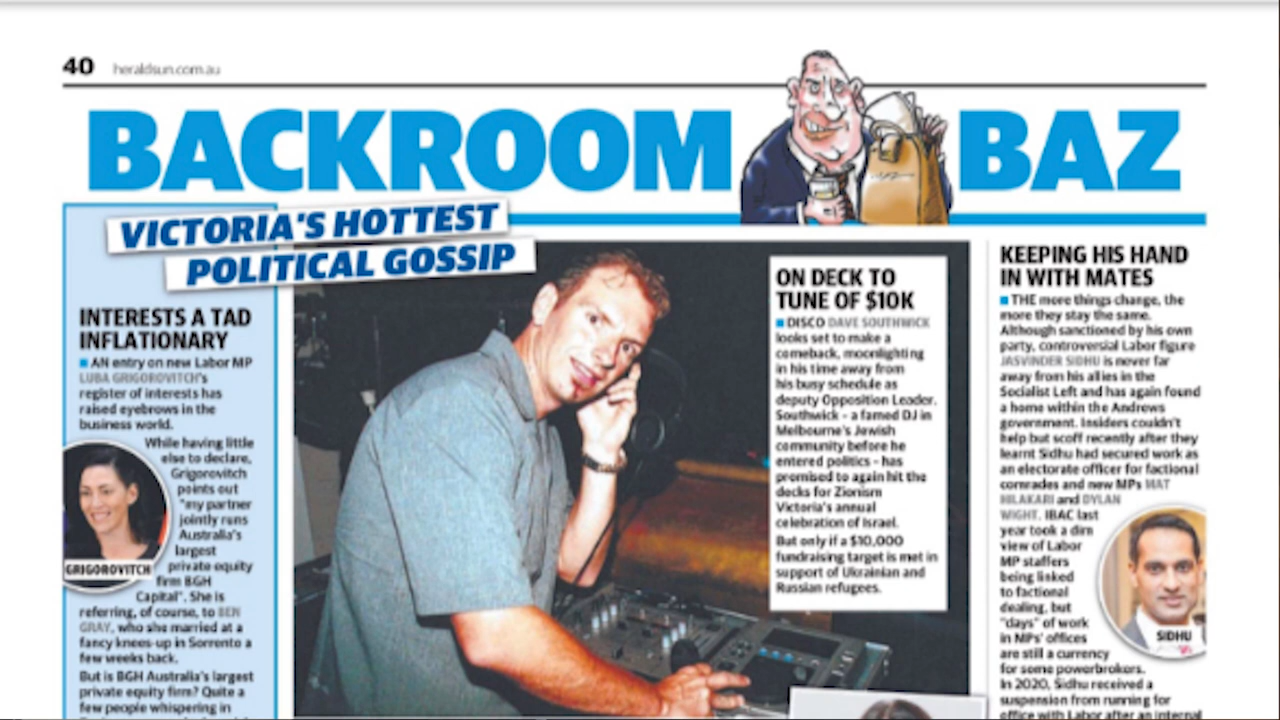 40 heraldsun.com.au
BACKROOM BAZ
VICTORIA'S HOTTEST
POLITICAL GOSSIP
INTERESTS A TAD
INFLATIONARY
AN entry on new Labor MP
LUBA GRIGOROVITCH's
register of interests has
raised eyebrows in the
business world.
While having little
else to declare,
Grigorovitch
points out
"my partner
jointly runs
Australia's
largest
private equity
firm BGH
Capital". She is
referring, of course, to BEN
GRAY, who she married at a
fancy knees-up in Sorrento a
few weeks back.
But is BGH Australia's largest
private equity firm? Quite a
few people whispering in
GRIGOROVITCH
ON DECK TO
TUNE OF $10K
DISCO DAVE SOUTHWICK
looks set to make a
comeback, moonlighting
in his time away from
his busy schedule as
deputy Opposition Leader.
Southwick - a famed DJ in
Melbourne's Jewish
community before he
entered politics - has
promised to again hit the
decks for Zionism
Victoria's annual
celebration of Israel.
But only if a $10,000
fundraising target is met in
support of Ukrainian and
Russian refugees.
KEEPING HIS HAND
IN WITH MATES
THE more things change, the
more they stay the same.
Although sanctioned by his own
party, controversial Labor figure
JASVINDER SIDHU is never far
away from his allies in the
Socialist Left and has again found
a home within the Andrews
government. Insiders couldn't
help but scoff recently after they
learnt Sidhu had secured work as
an electorate officer for factional
comrades and new MPs MAT
HILAKARI and DYLAN
WIGHT. IBAC last
year took a dim
view of Labor
MP staffers
being linked
to factional
dealing, but
"days" of work
in MPs' offices
are still a currency
for some powerbrokers.
In 2020, Sidhu received a
suspension from running for
office with Labor after an internal
SIDHU